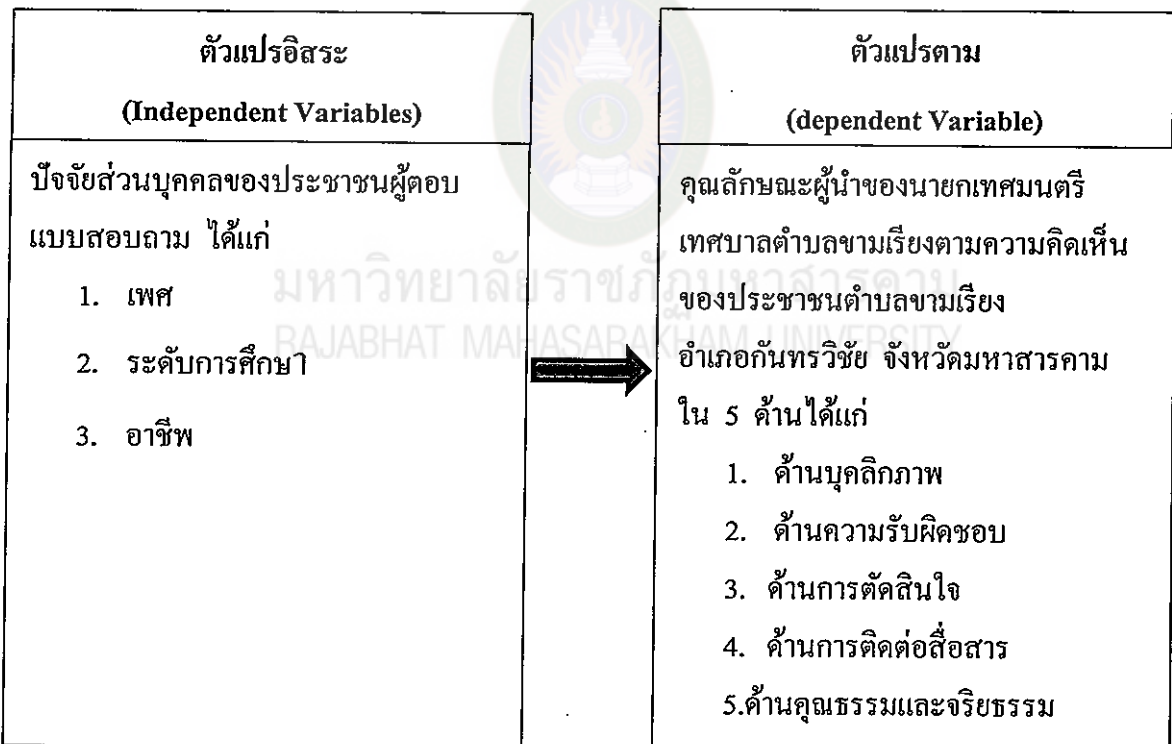 ตัวแปรอิสระ
(Independent Variables)
ปัจจัยส่วนบุคคลของประชาชนผู้ตอบ
แบบสอบถาม ได้แก่
1. เพศ
2. ระดับการศึกษา
3. อาชีพ
ตัวแปรตาม
(dependent Variable)
คุณลักษณะผู้นำของนายกเทศมนตรี
เทศบาลตำบลขามเรียงตามความคิดเห็น
ของประชาชนตำบลขามเรียง
อำเภอกันทรวิชัย จังหวัดมหาสารคาม
ใน 5 ด้านได้แก่
1. ด้านบุคลิกภาพ
2. ด้านความรับผิดชอบ
3. ด้านการตัดสินใจ
4. ด้านการติดต่อสื่อสาร
5.ด้านคุณธรรมและจริยธรรม
มหาวิทยาลัยราชภัฏมหาสารคาม
RAJABHAT MAHASARAKHAM UNIVERSITY